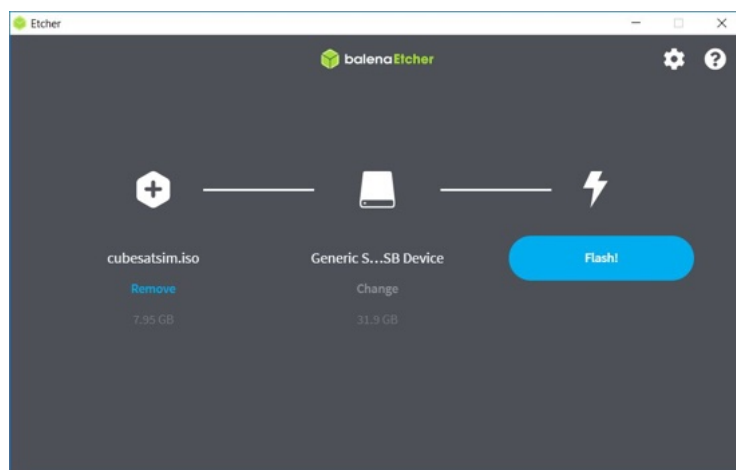 Etcher
balenaEtcher
cubesatsim.iso
Generic S...SB Device
Flash!
Remove
Change
7.95 GB
31.9 GB